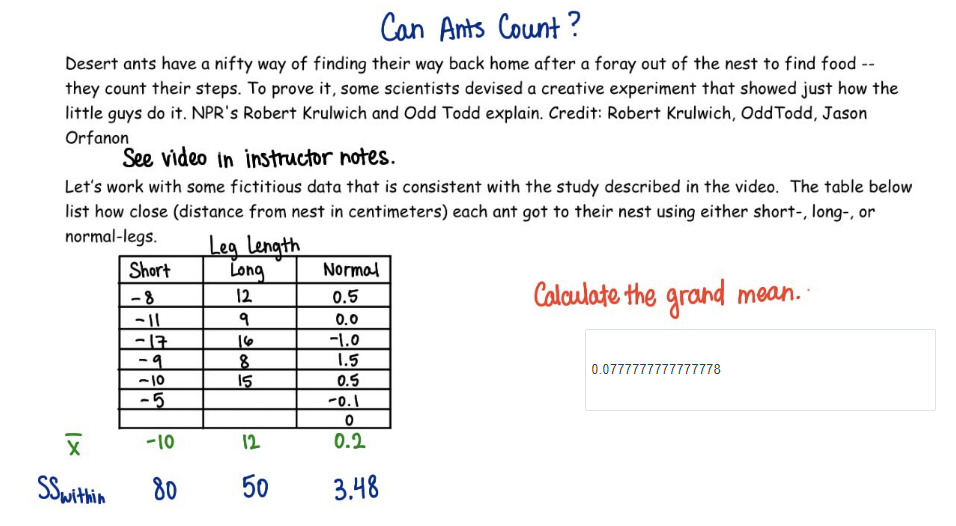 Can Ants Count?
Desert ants have a nifty way of finding their way back home after a foray out of the nest to find food --
they count their steps. To prove it, some scientists devised a creative experiment that showed just how the
little guys do it. NPR's Robert Krulwich and Odd Todd explain. Credit: Robert Krulwich, OddTodd, Jason
Orfanon
See video in instructor notes.
Let's work with some fictitious data that is consistent with the study described in the video. The table below
list how close (distance from nest in centimeters) each ant got to their nest using either short-, long-, or
normal-legs.
Leg Length
Short Long Normal
-8 12 0.5
-11 9 0.0
-17 16 -1.0
-9 8 1.5
-10 15 0.5
-5 -0.1
0
x̅ -10 12 0.2
SSwithin 80 50 3.48
Calculate the grand mean.
0.0777777777777778